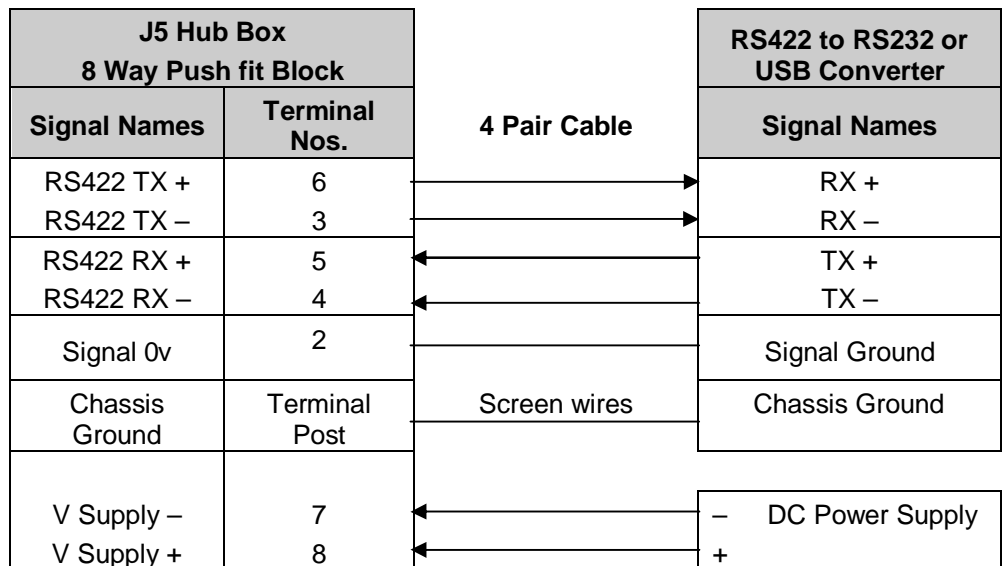 J5 Hub Box
8 Way Push fit Block
RS422 to RS232 or
USB Converter
Signal Names
Terminal
Nos.
4 Pair Cable
Signal Names
RS422 TX + 6 RX +
RS422 TX – 3 RX –
RS422 RX + 5 TX +
RS422 RX – 4 TX –
Signal 0v 2 Signal Ground
Chassis
Ground
Terminal
Post
Screen wires
Chassis Ground
V Supply – 7 – DC Power Supply
V Supply + 8 +